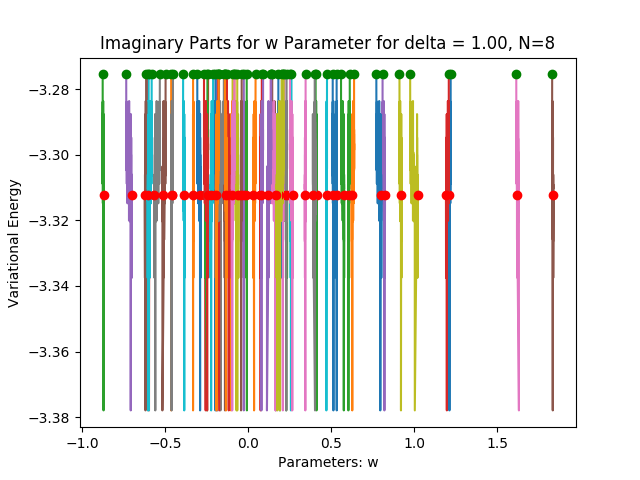 Imaginary Parts for w Parameter for delta = 1.00, N=8
Variational Energy
−3.28
−3.30
−3.32
−3.34
−3.36
−3.38
−1.0 −0.5 0.0 0.5 1.0 1.5
Parameters: w